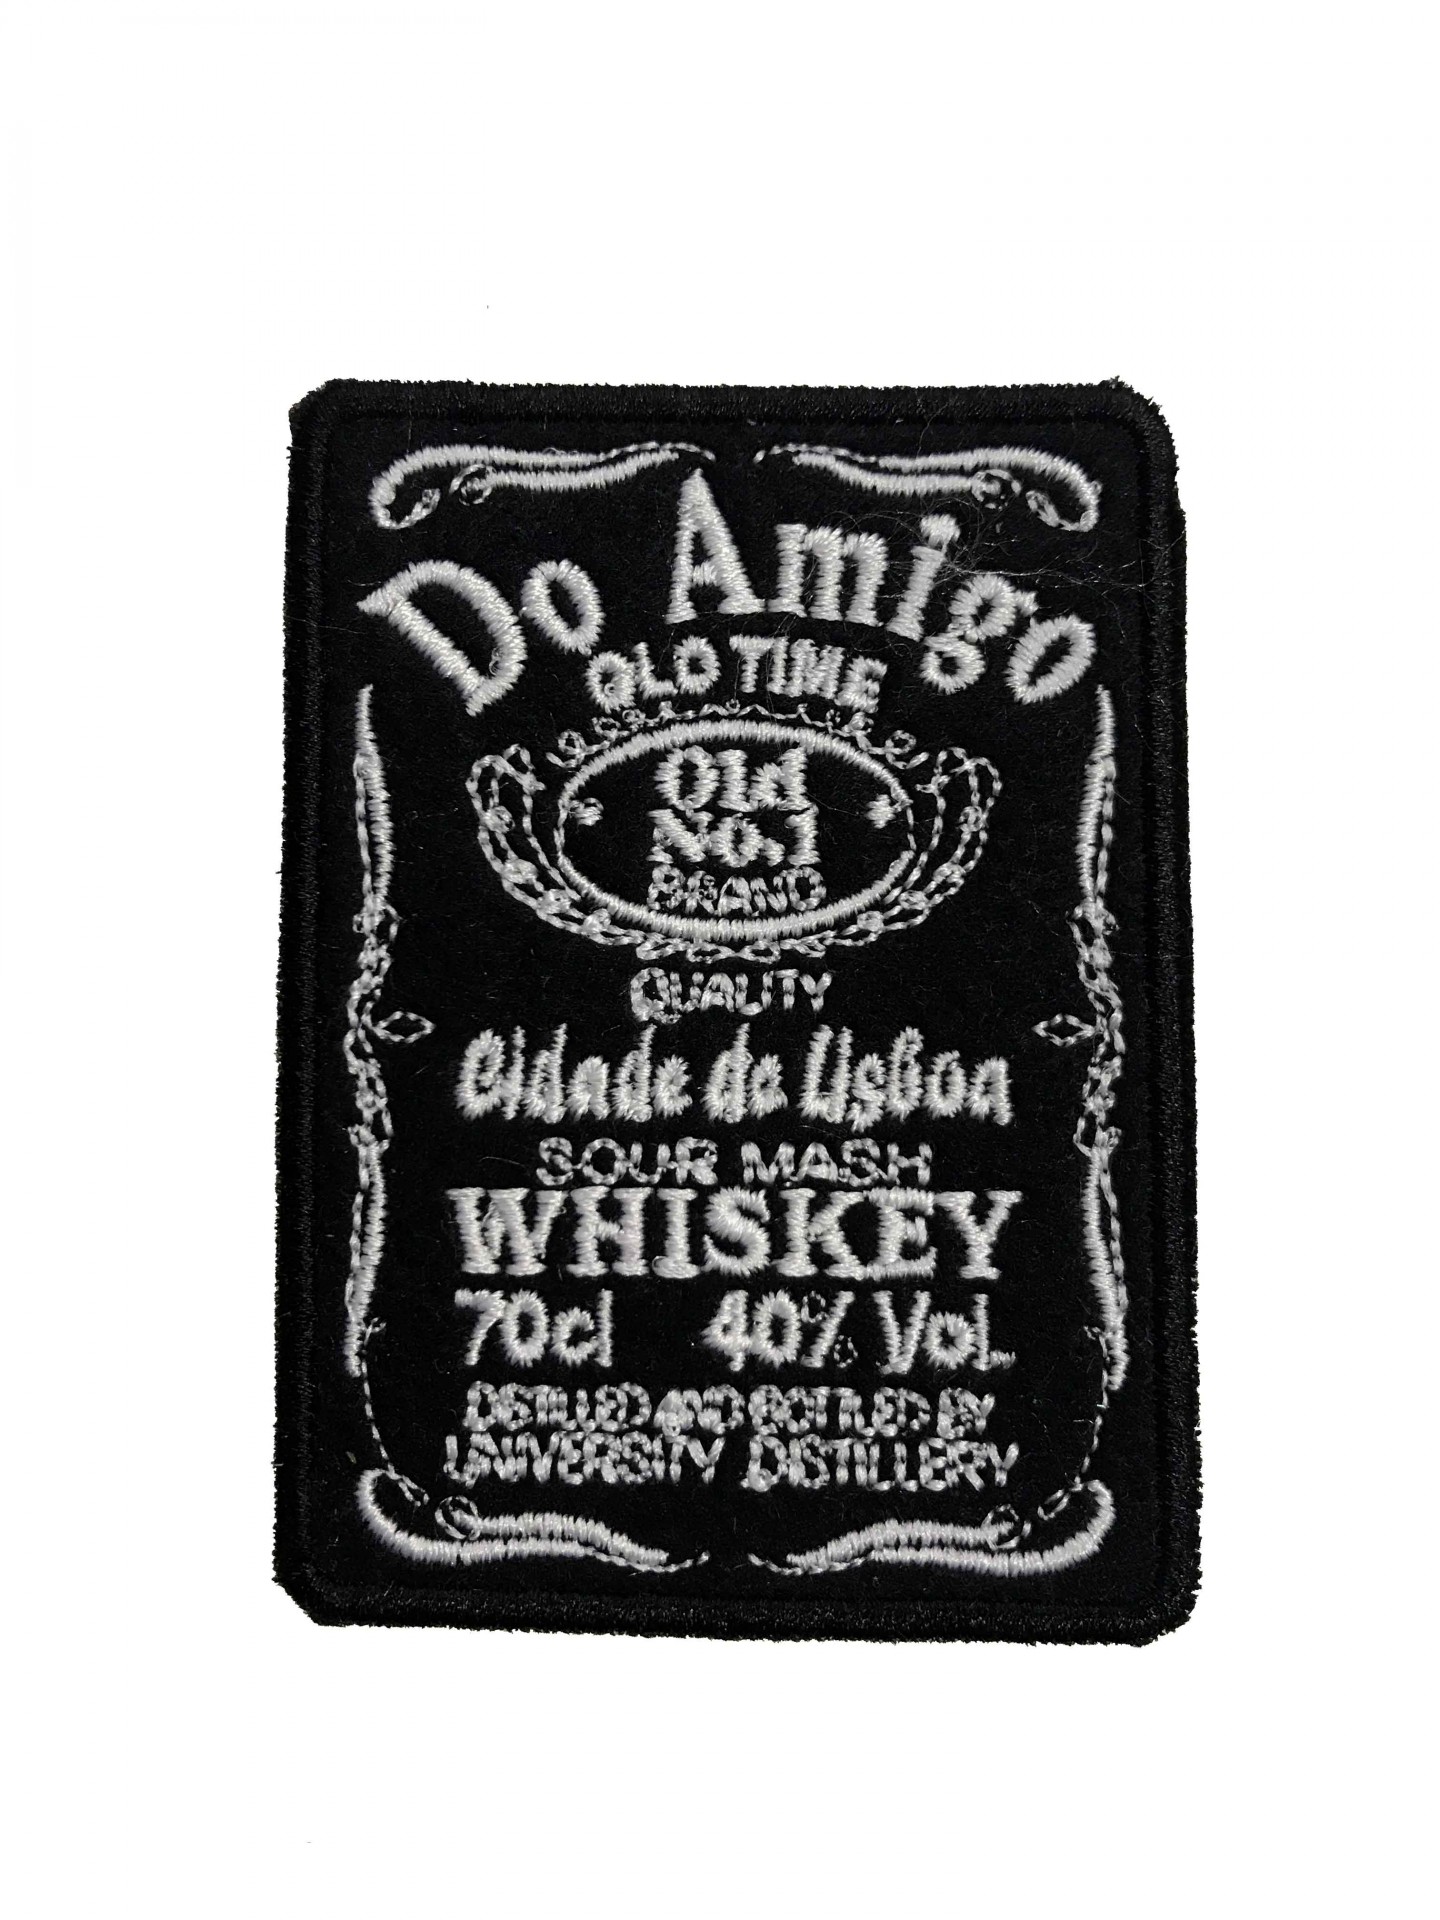 Do Amigo
OLD TIME
Old
No.1
BRAND
QUALITY
Cidade de Lisboa
SOUR MASH
WHISKEY
70cl 40% Vol.
DISTILLED AND BOTTLED BY
UNIVERSITY DISTILLERY